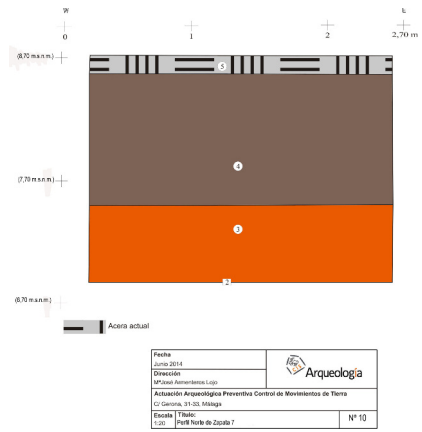 W E
0 1 2 2,70 m
(8,70 m.s.n.m.)
5
4
(7,70 m.s.n.m.)
3
2
(6,70 m.s.n.m.)
Acera actual
Fecha
Junio 2014
Dirección
MªJosé Armenteros Lojo
Arqueología
Actuación Arqueológica Preventiva Control de Movimientos de Tierra
C/ Gerona, 31-33, Málaga
Escala Título: Nº 10
1:20 Perfil Norte de Zapata 7